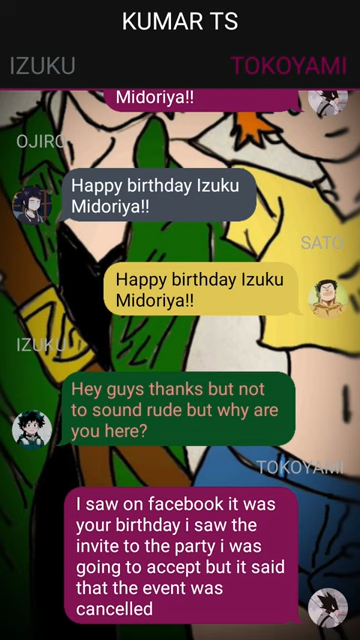 KUMAR TS
IZUKU TOKOYAMI
Midoriya!!
OJIRO
Happy birthday Izuku
Midoriya!!
SATO
Happy birthday Izuku
Midoriya!!
IZUKU
Hey guys thanks but not
to sound rude but why are
you here?
TOKOYAMI
I saw on facebook it was
your birthday i saw the
invite to the party i was
going to accept but it said
that the event was
cancelled